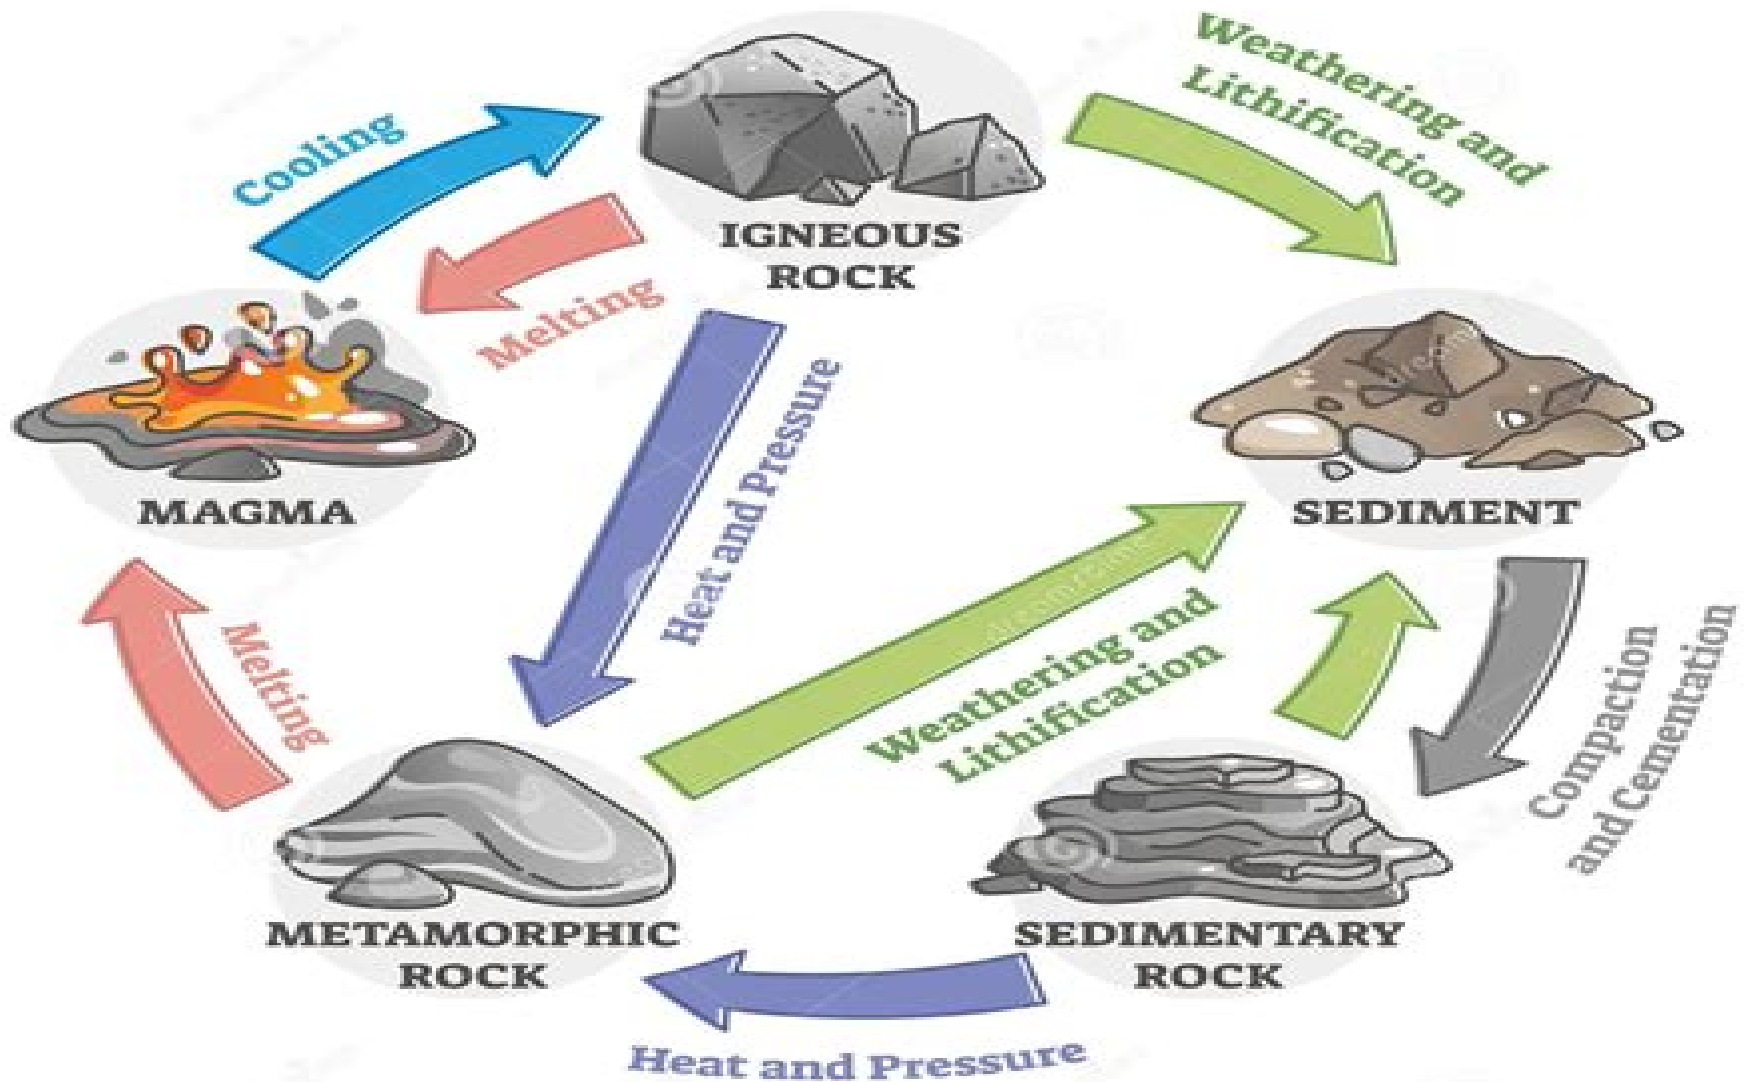 Weathering and
Lithification
Cooling
IGNEOUS
ROCK
Melting
MAGMA
Heat and Pressure
SEDIMENT
Melting
Weathering and
Lithification
Compaction
and Cementation
METAMORPHIC
ROCK
SEDIMENTARY
ROCK
Heat and Pressure